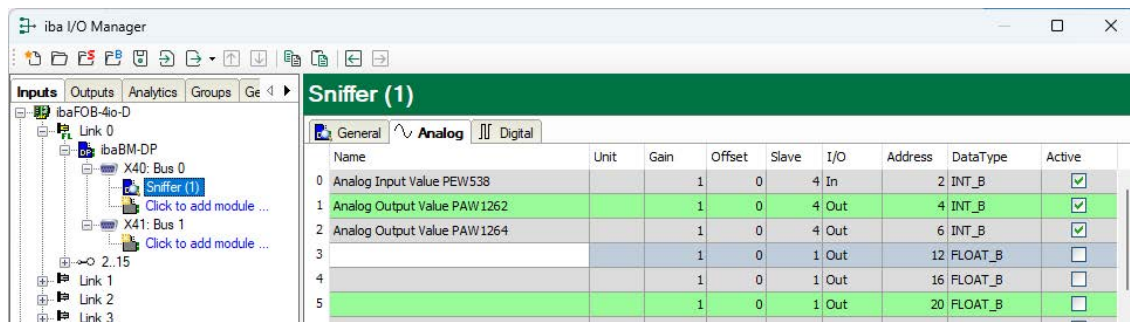 iba I/O Manager
Inputs Outputs Analytics Groups Ge
ibaFOB-4io-D
Link 0
ibaBM-DP
X40: Bus 0
Sniffer (1)
Click to add module ...
X41: Bus 1
Click to add module ...
2..15
Link 1
Link 2
Link 3
Sniffer (1)
General Analog Digital
Name Unit Gain Offset Slave I/O Address DataType Active
0 Analog Input Value PEW538 1 0 4 In 2 INT_B
1 Analog Output Value PAW1262 1 0 4 Out 4 INT_B
2 Analog Output Value PAW1264 1 0 4 Out 6 INT_B
3 1 0 1 Out 12 FLOAT_B
4 1 0 1 Out 16 FLOAT_B
5 1 0 1 Out 20 FLOAT_B